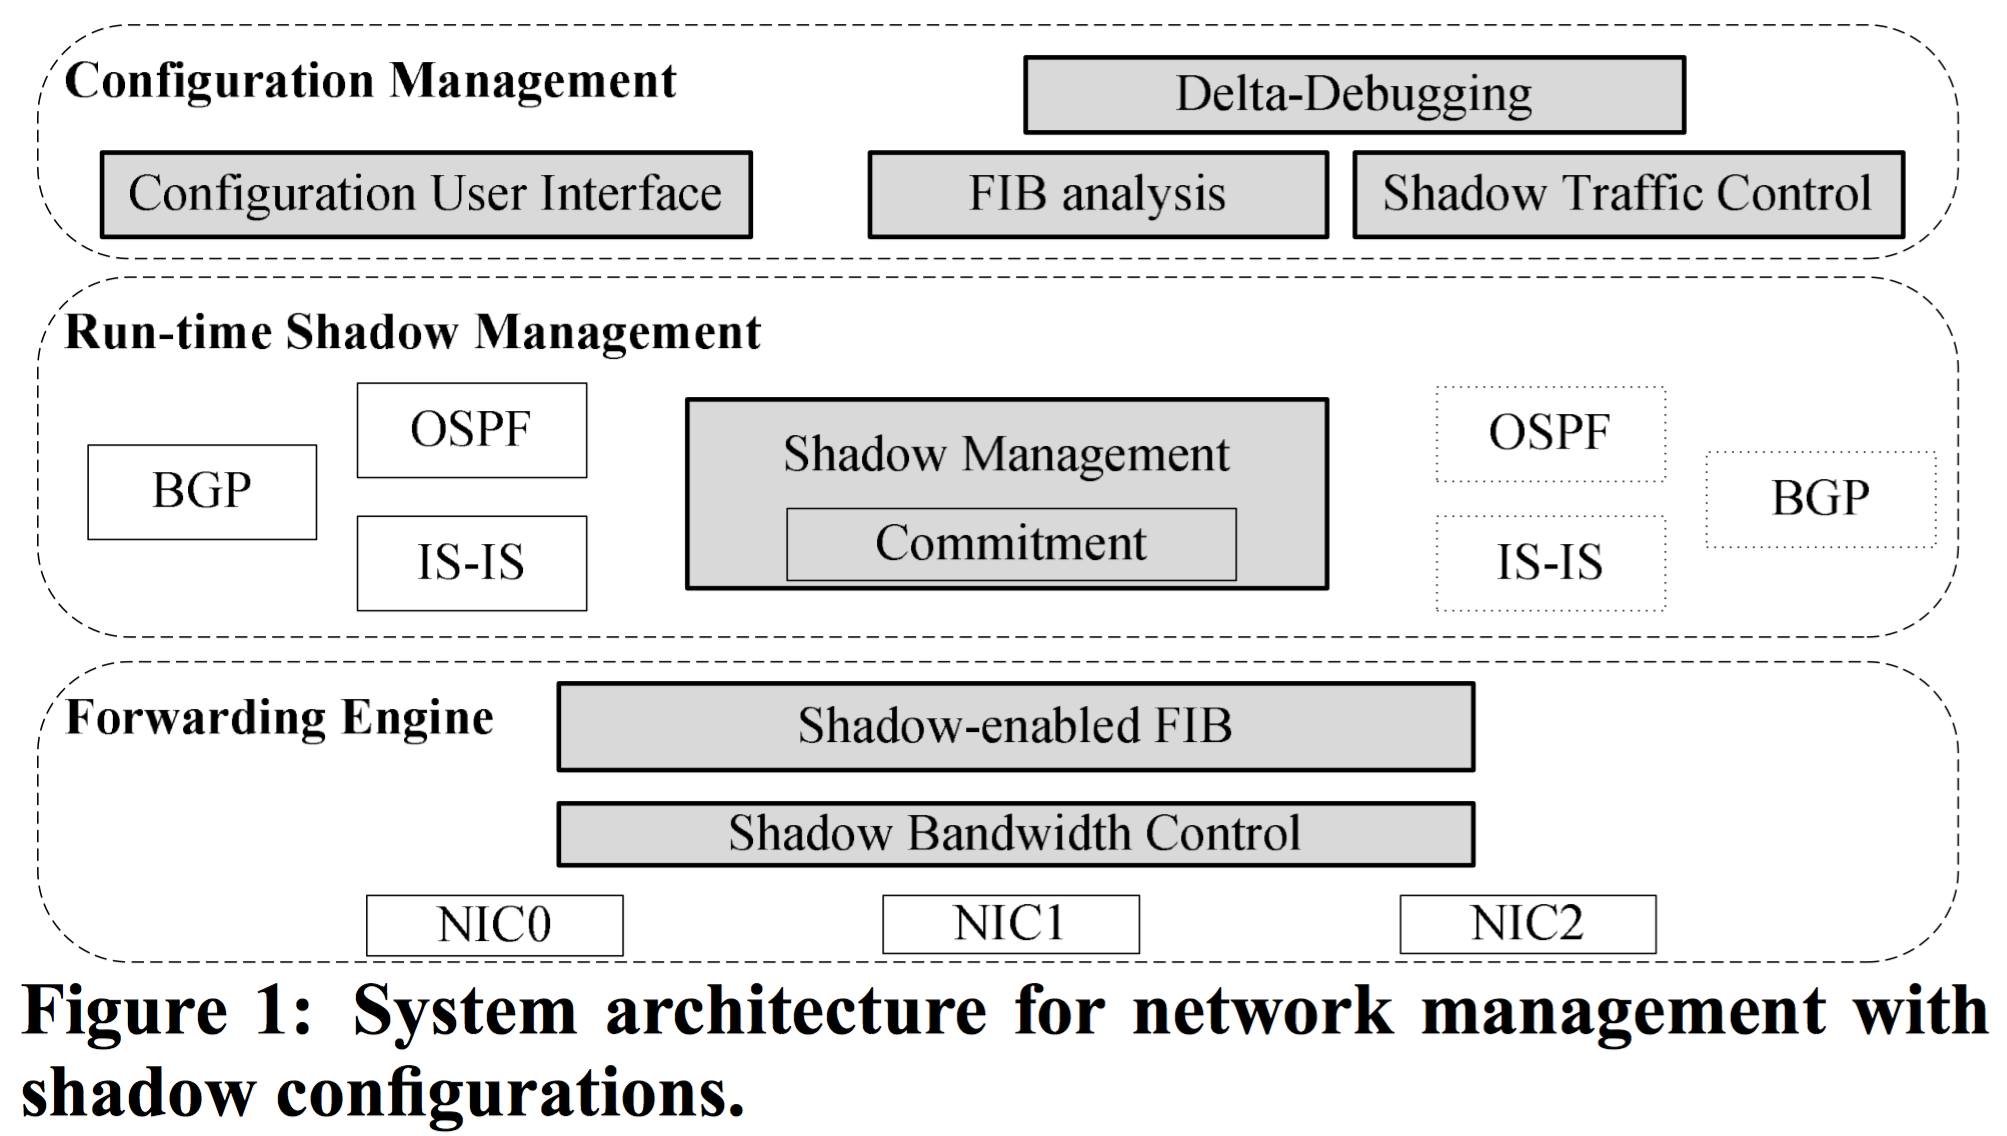 Configuration Management
Delta-Debugging
Configuration User Interface
FIB analysis
Shadow Traffic Control
Run-time Shadow Management
BGP
OSPF
IS-IS
Shadow Management
Commitment
OSPF
IS-IS
BGP
Forwarding Engine
Shadow-enabled FIB
Shadow Bandwidth Control
NIC0
NIC1
NIC2
Figure 1: System architecture for network management with
shadow configurations.